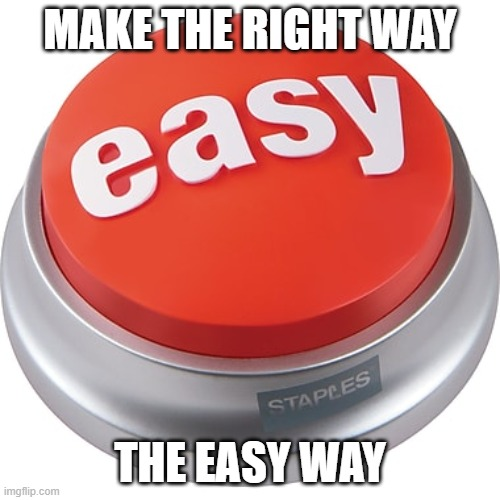 MAKE THE RIGHT WAY
easy
STAPLES
THE EASY WAY
imgflip.com